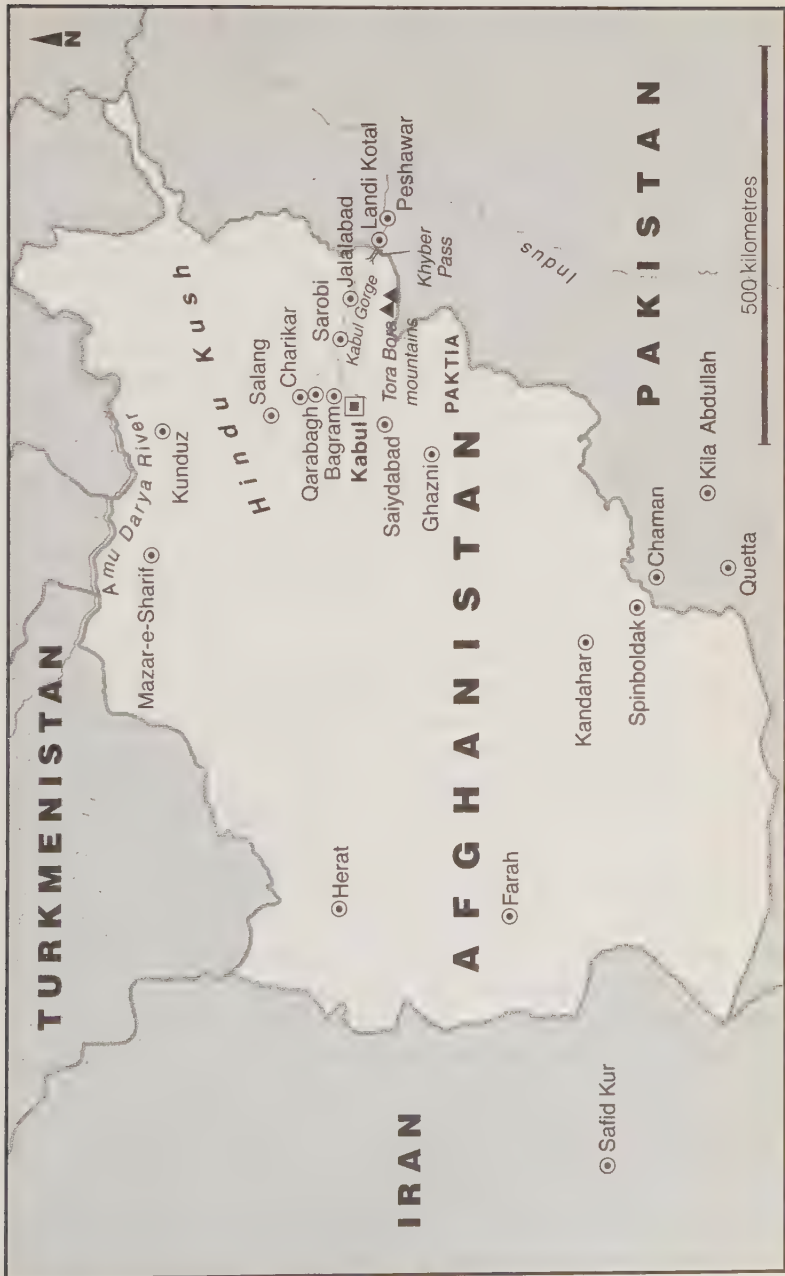 N
TURKMENISTAN
Amu Darya River
Kunduz
Mazar-e-Sharif
Hindu Kush
Salang
Charikar
Qarabagh
Bagram
Kabul
Sarobi
Jalalabad
Landi Kotal
Peshawar
Kabul Gorge
Khyber
Pass
Tora Bora
mountains
Saiydabad
Ghazni
PAKTIA
Herat
AFGHANISTAN
Farah
IRAN
Safid Kur
Kandahar
Spinboldak
Chaman
Kila Abdullah
Quetta
Indus
PAKISTAN
500 kilometres